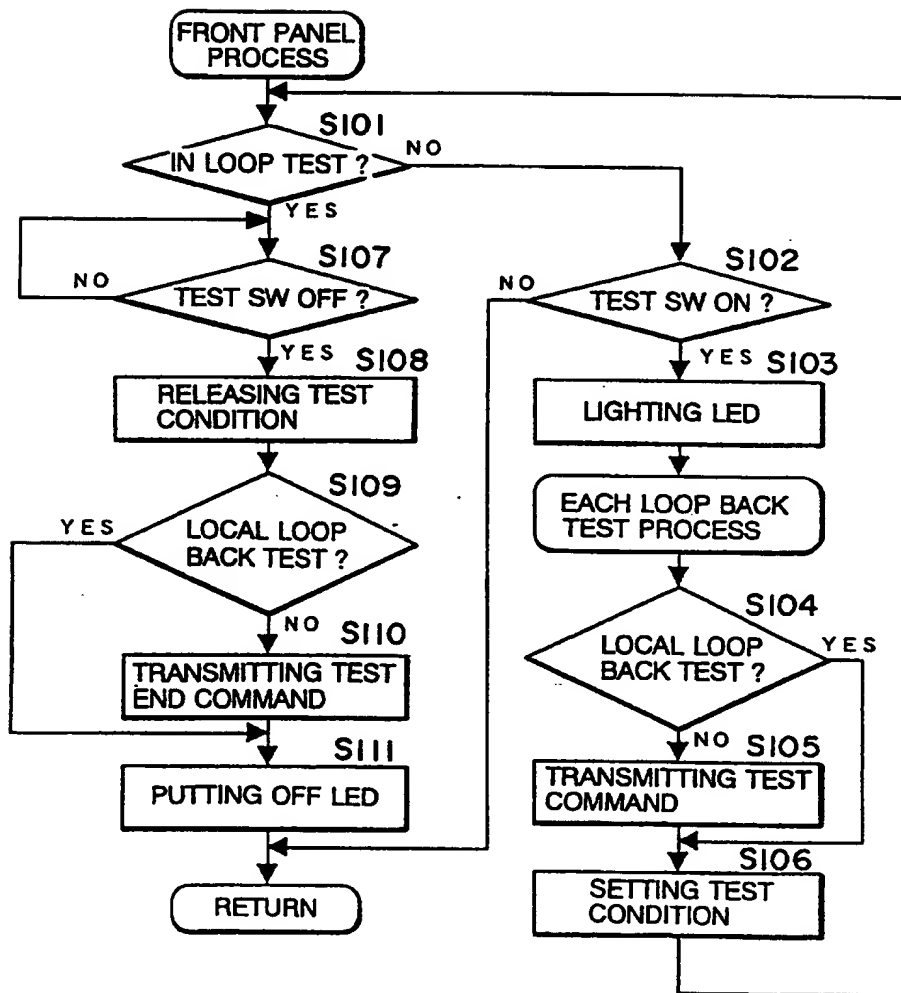 FRONT PANEL
PROCESS
S101
IN LOOP TEST ?
NO
YES
S107
NO
TEST SW OFF ?
YES
S108
RELEASING TEST
CONDITION
S109
YES
LOCAL LOOP
BACK TEST ?
NO
S110
TRANSMITTING TEST
END COMMAND
S111
PUTTING OFF LED
RETURN
S102
NO
TEST SW ON ?
YES
S103
LIGHTING LED
EACH LOOP BACK
TEST PROCESS
S104
YES
LOCAL LOOP
BACK TEST ?
NO
S105
TRANSMITTING TEST
COMMAND
S106
SETTING TEST
CONDITION